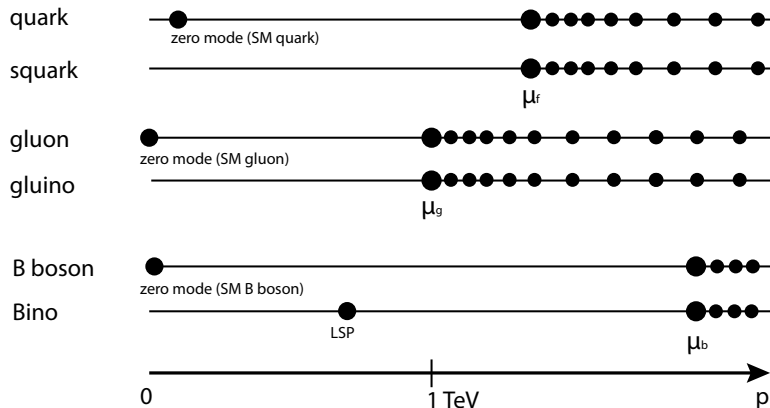 quark
zero mode (SM quark)
squark
μf
gluon
zero mode (SM gluon)
gluino
μg
B boson
zero mode (SM B boson)
Bino
LSP
μb
0 1 TeV p